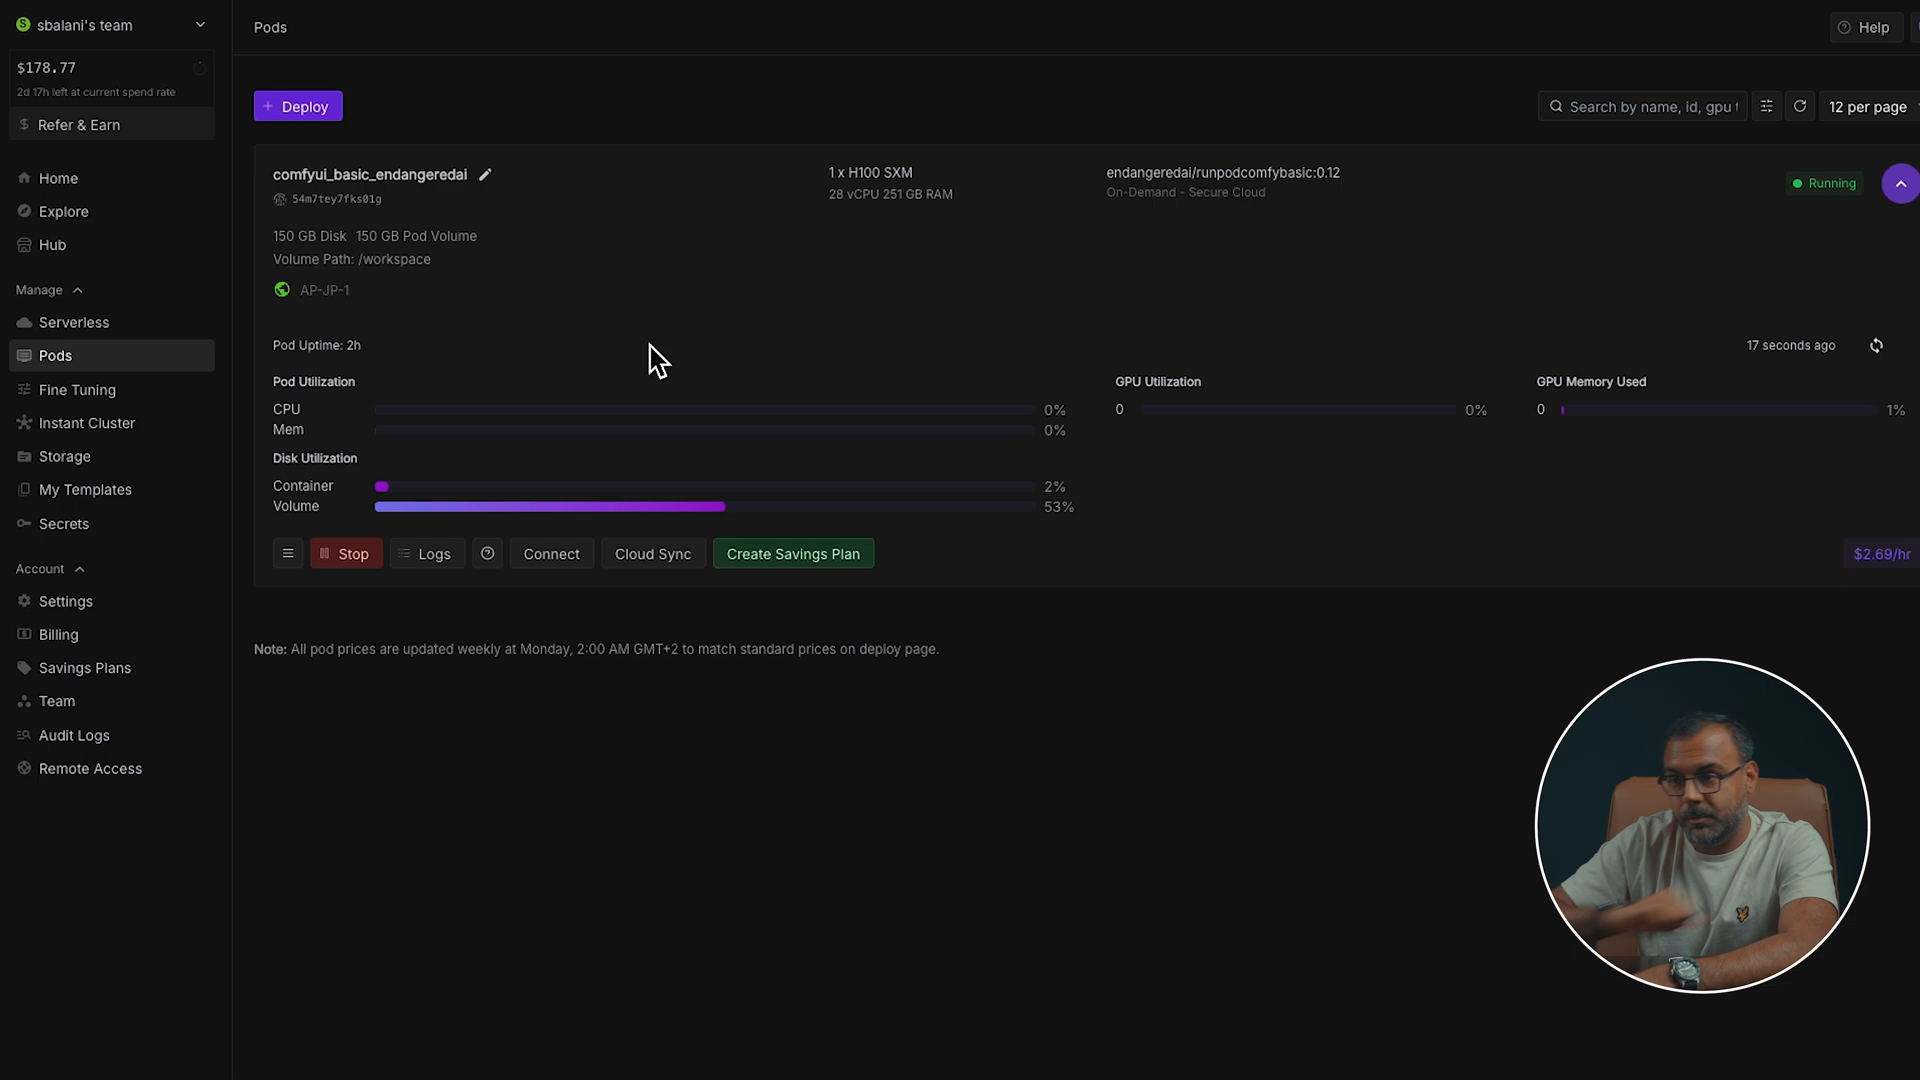 S sbalani's team
$178.77
2d 17h left at current spend rate
$ Refer & Earn
Home
Explore
Hub
Manage
Serverless
Pods
Fine Tuning
Instant Cluster
Storage
My Templates
Secrets
Account
Settings
Billing
Savings Plans
Team
Audit Logs
Remote Access
Pods
Help
+ Deploy
Search by name, id, gpu
12 per page
comfyui_basic_endangeredai
54m7tey7fks01g
1 x H100 SXM
28 vCPU 251 GB RAM
endangeredai/runpodcomfybasic:0.12
On-Demand - Secure Cloud
Running
150 GB Disk 150 GB Pod Volume
Volume Path: /workspace
AP-JP-1
Pod Uptime: 2h
17 seconds ago
Pod Utilization
CPU 0%
Mem 0%
Disk Utilization
Container 2%
Volume 53%
GPU Utilization
0 0%
GPU Memory Used
0 1%
Stop
Logs
Connect
Cloud Sync
Create Savings Plan
$2.69/hr
Note: All pod prices are updated weekly at Monday, 2:00 AM GMT+2 to match standard prices on deploy page.